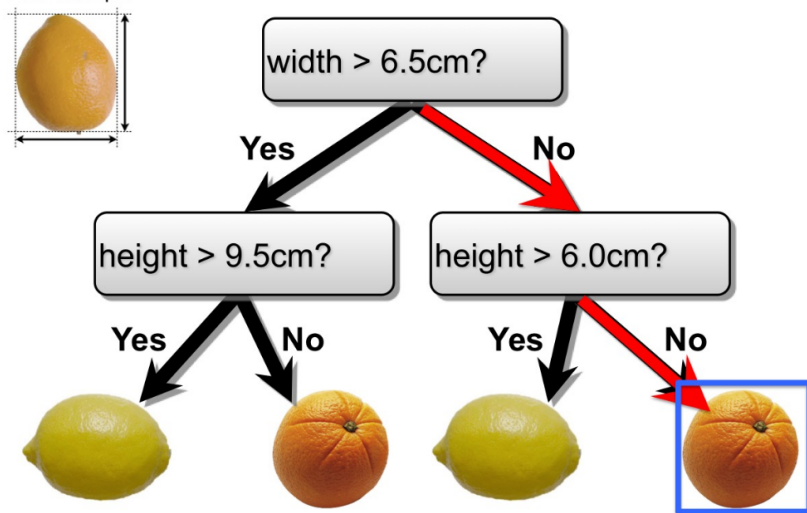 width > 6.5cm?
Yes
No
height > 9.5cm?
height > 6.0cm?
Yes
No
Yes
No